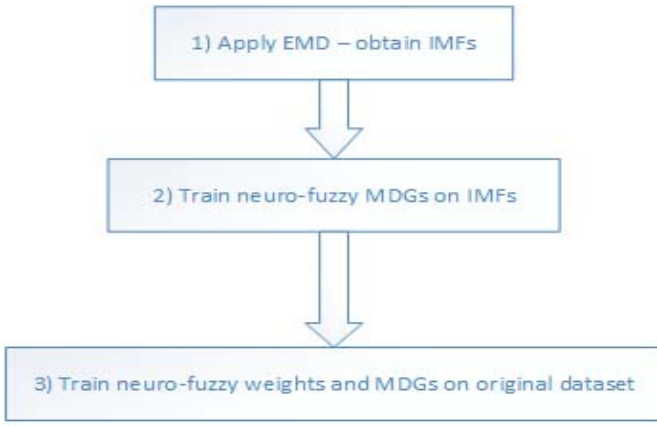 1) Apply EMD – obtain IMFs
2) Train neuro-fuzzy MDGs on IMFs
3) Train neuro-fuzzy weights and MDGs on original dataset